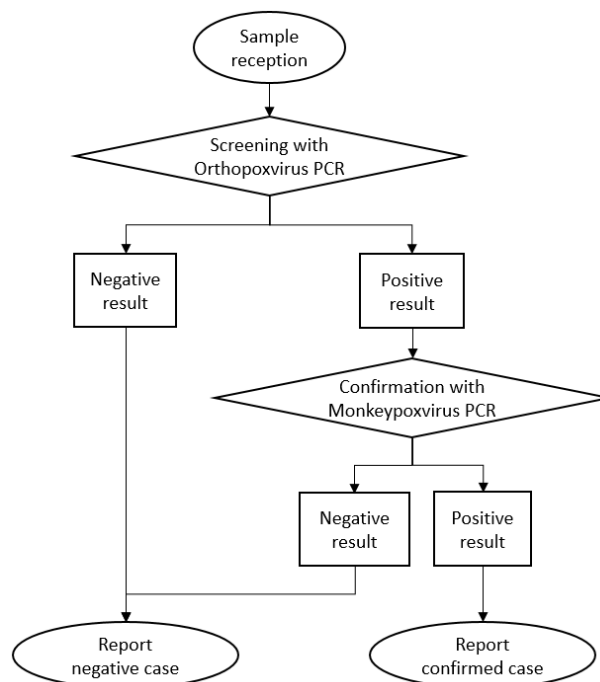 Sample
reception
Screening with
Orthopoxvirus PCR
Negative
result
Positive
result
Confirmation with
Monkeypoxvirus PCR
Negative
result
Positive
result
Report
negative case
Report
confirmed case